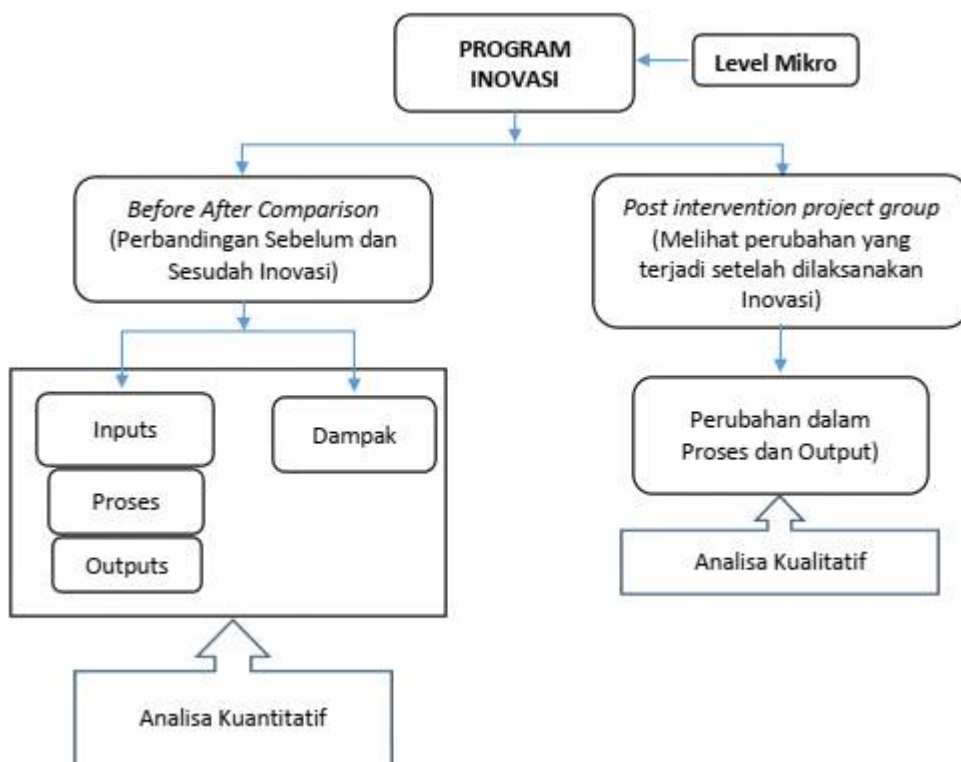 PROGRAM
INOVASI
Level Mikro
Before After Comparison
(Perbandingan Sebelum dan
Sesudah Inovasi)
Post intervention project group
(Melihat perubahan yang
terjadi setelah dilaksanakan
Inovasi)
Inputs
Proses
Outputs
Dampak
Perubahan dalam
Proses dan Output)
Analisa Kualitatif
Analisa Kuantitatif